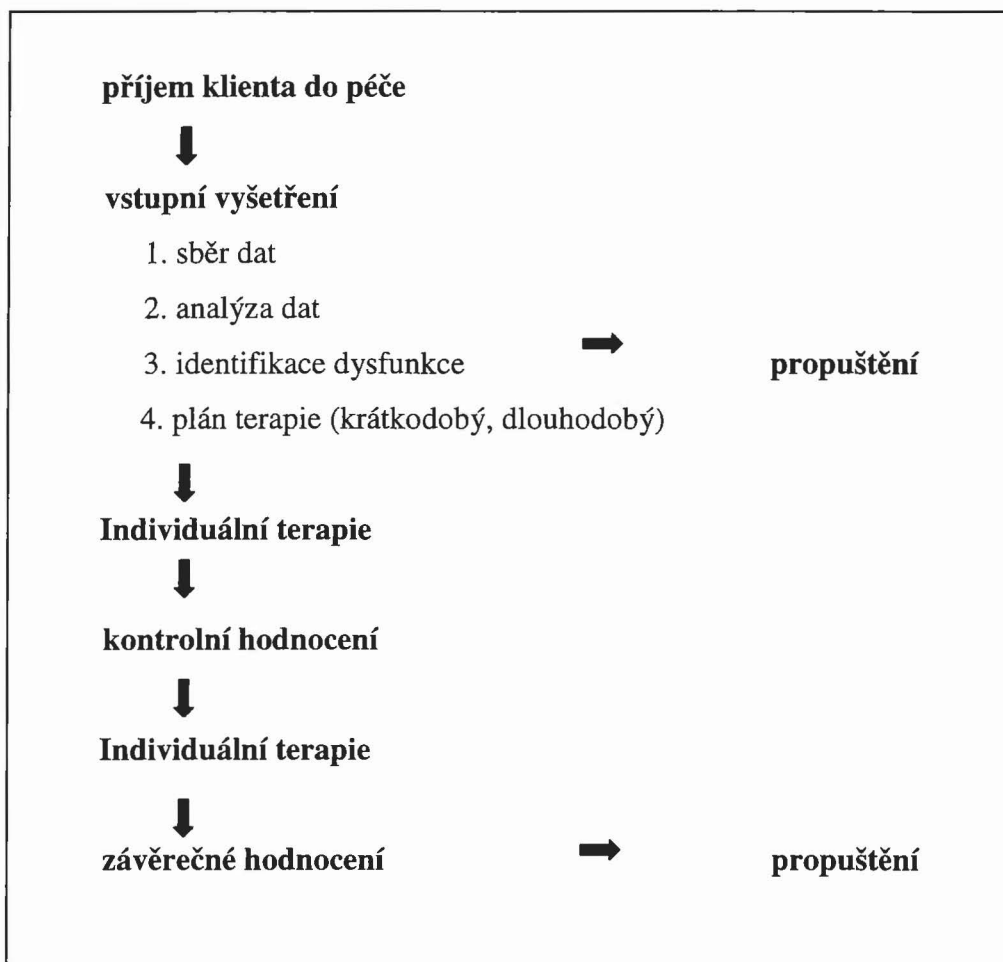 příjem klienta do péče
vstupní vyšetření
1. sběr dat
2. analýza dat
3. identifikace dysfunkce
propuštění
4. plán terapie (krátkodobý, dlouhodobý)
Individuální terapie
kontrolní hodnocení
Individuální terapie
závěrečné hodnocení
propuštění